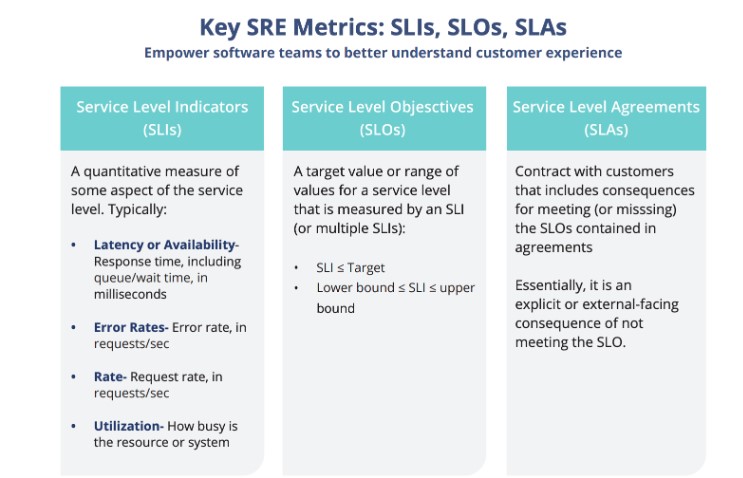 Key SRE Metrics: SLIs, SLOs, SLAs
Empower software teams to better understand customer experience
Service Level Indicators
(SLIs)
A quantitative measure of
some aspect of the service
level. Typically:
• Latency or Availability-
Response time, including
queue/wait time, in
milliseconds
• Error Rates- Error rate, in
requests/sec
• Rate- Request rate, in
requests/sec
• Utilization- How busy is
the resource or system
Service Level Objesctives
(SLOs)
A target value or range of
values for a service level
that is measured by an SLI
(or multiple SLIs):
• SLI ≤ Target
• Lower bound ≤ SLI ≤ upper
bound
Service Level Agreements
(SLAs)
Contract with customers
that includes consequences
for meeting (or misssing)
the SLOs contained in
agreements
Essentially, it is an
explicit or external-facing
consequence of not
meeting the SLO.